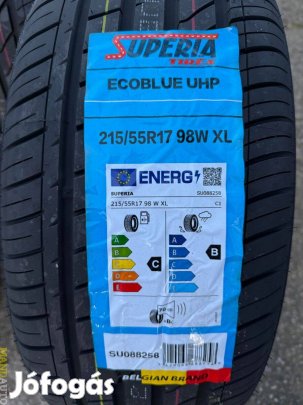 SUPERIA
TIRES
ECOBLUE UHP
215/55R17 98W XL
ENERG
SUPERIA
SU088258
215/55R17 98 W XL
C1
A
B
C
D
E
C
A
B
C
D
E
B
SU088258
BELGIAN BRAND
Jófogás